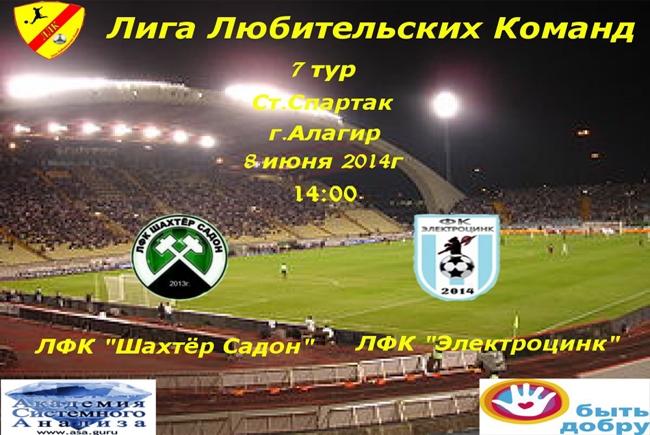 ЛЛК
Лига Любительских Команд
7 тур
Ст.Спартак
г.Алагир
8 июня 2014г
14:00
ЛФК ШАХТЁР САДОН
2013г.
ФК
ЭЛЕКТРОЦИНК
2014
ЛФК "Шахтёр Садон"
ЛФК "Электроцинк"
Академия
Системного
Анализа
www.asa.guru
быть
добру